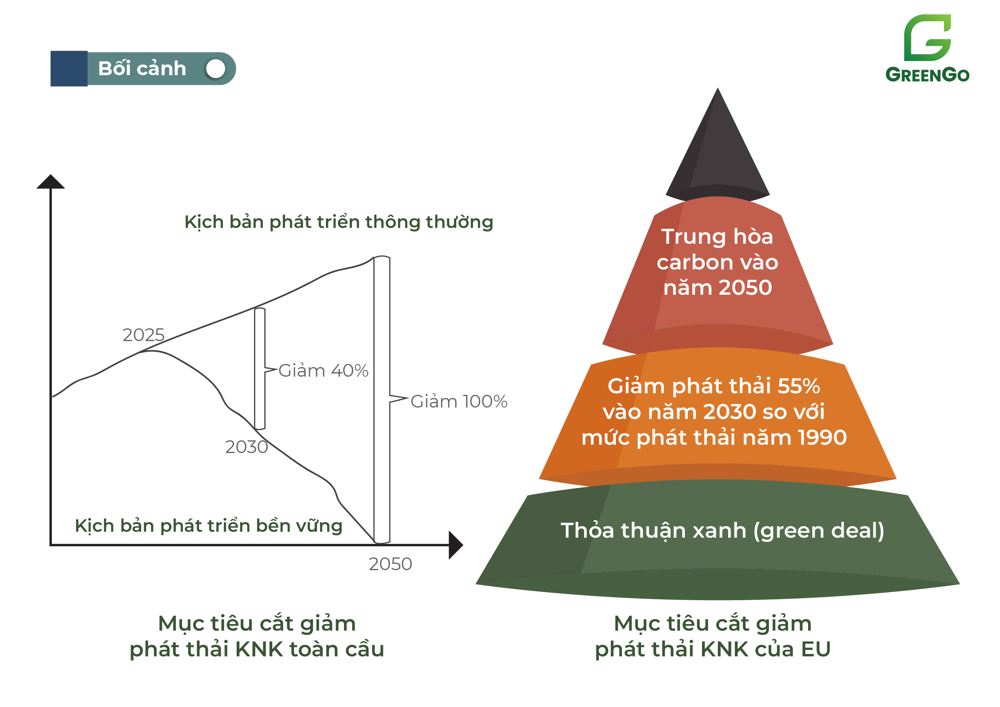 Bối cảnh
GREENGO
Kịch bản phát triển thông thường
2025
Giảm 40%
Giảm 100%
2030
Kịch bản phát triển bền vững
2050
Mục tiêu cắt giảm
phát thải KNK toàn cầu
Trung hòa
carbon vào
năm 2050
Giảm phát thải 55%
vào năm 2030 so với
mức phát thải năm 1990
Thỏa thuận xanh (green deal)
Mục tiêu cắt giảm
phát thải KNK của EU